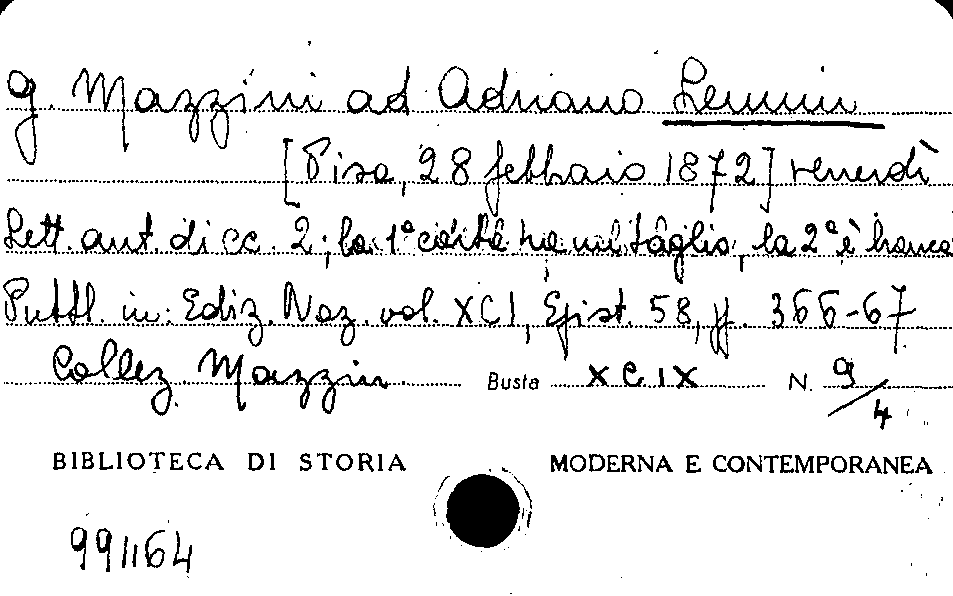 G. Mazzini ad Adriano Lemmi
[Pisa, 28 febbraio 1872] venerdì
Lett. aut. di cc. 2; la 1ª carta ha un taglio, la 2ª è bianca
Pubbl. in: Ediz. Naz. vol. XCI, Epist. 58, pp. 366-67
Collez. Mazzini Busta XCIX N. 9/4
BIBLIOTECA DI STORIA MODERNA E CONTEMPORANEA
991164